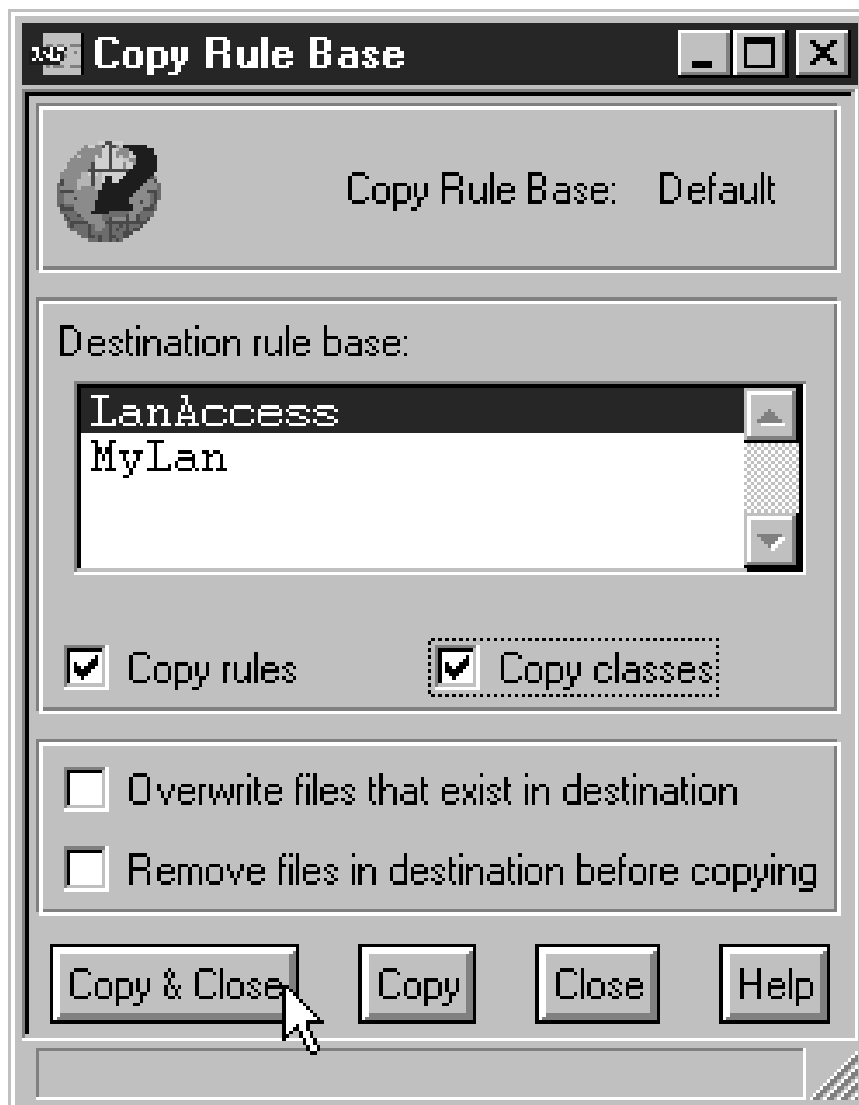 Copy Rule Base
Copy Rule Base: Default
Destination rule base:
LanAccess
MyLan
Copy rules Copy classes
Overwrite files that exist in destination
Remove files in destination before copying
Copy & Close Copy Close Help